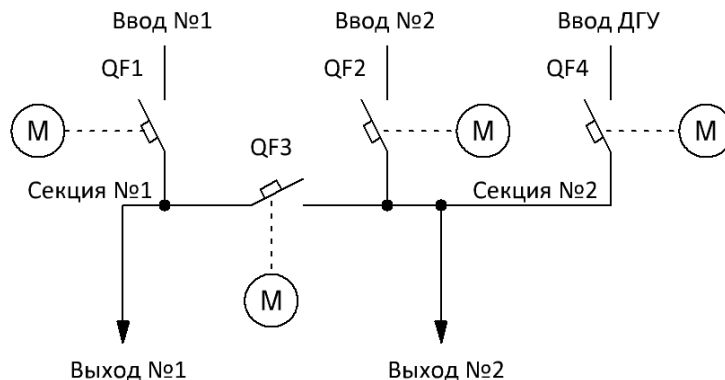 Ввод №1
Ввод №2
Ввод ДГУ
QF1
QF2
QF4
M
M
M
QF3
Секция №1
Секция №2
M
Выход №1
Выход №2